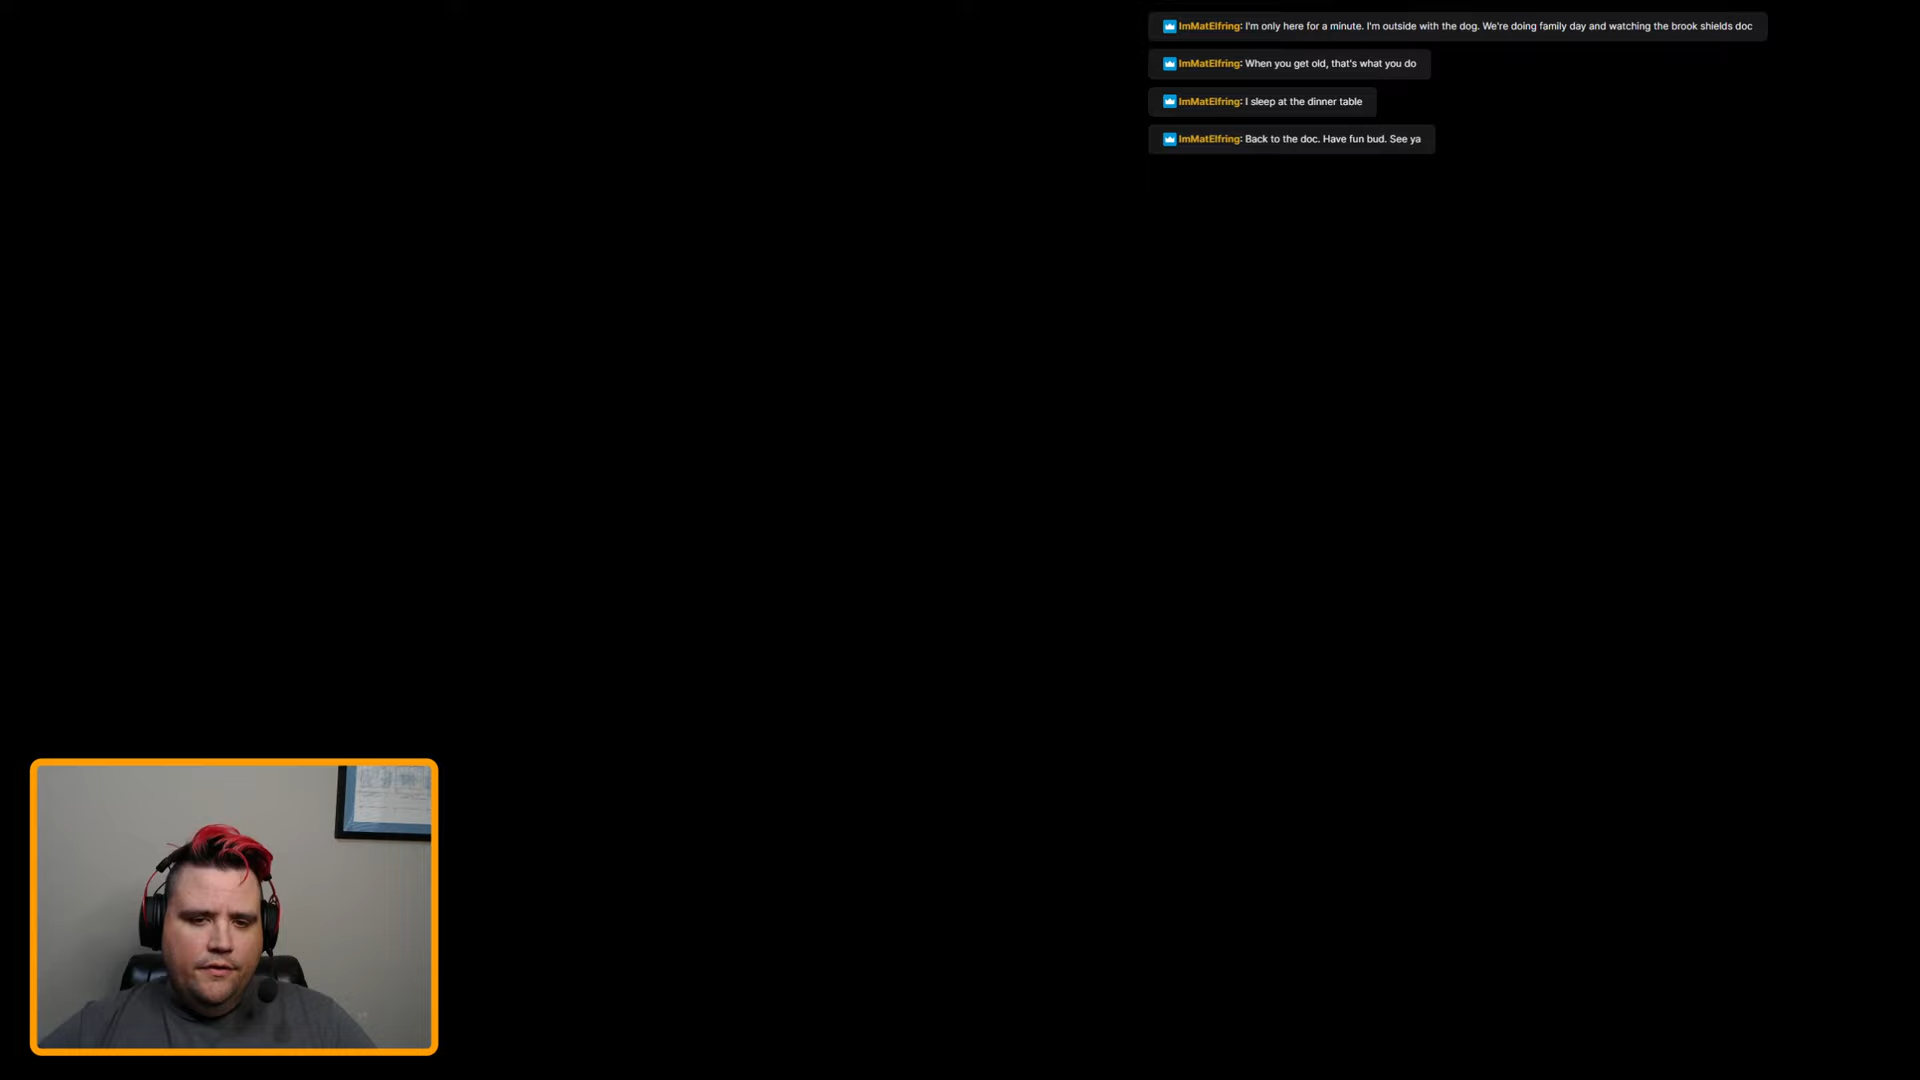 ImMatElfring: I'm only here for a minute. I'm outside with the dog. We're doing family day and watching the brook shields doc
ImMatElfring: When you get old, that's what you do
ImMatElfring: I sleep at the dinner table
ImMatElfring: Back to the doc. Have fun bud. See ya